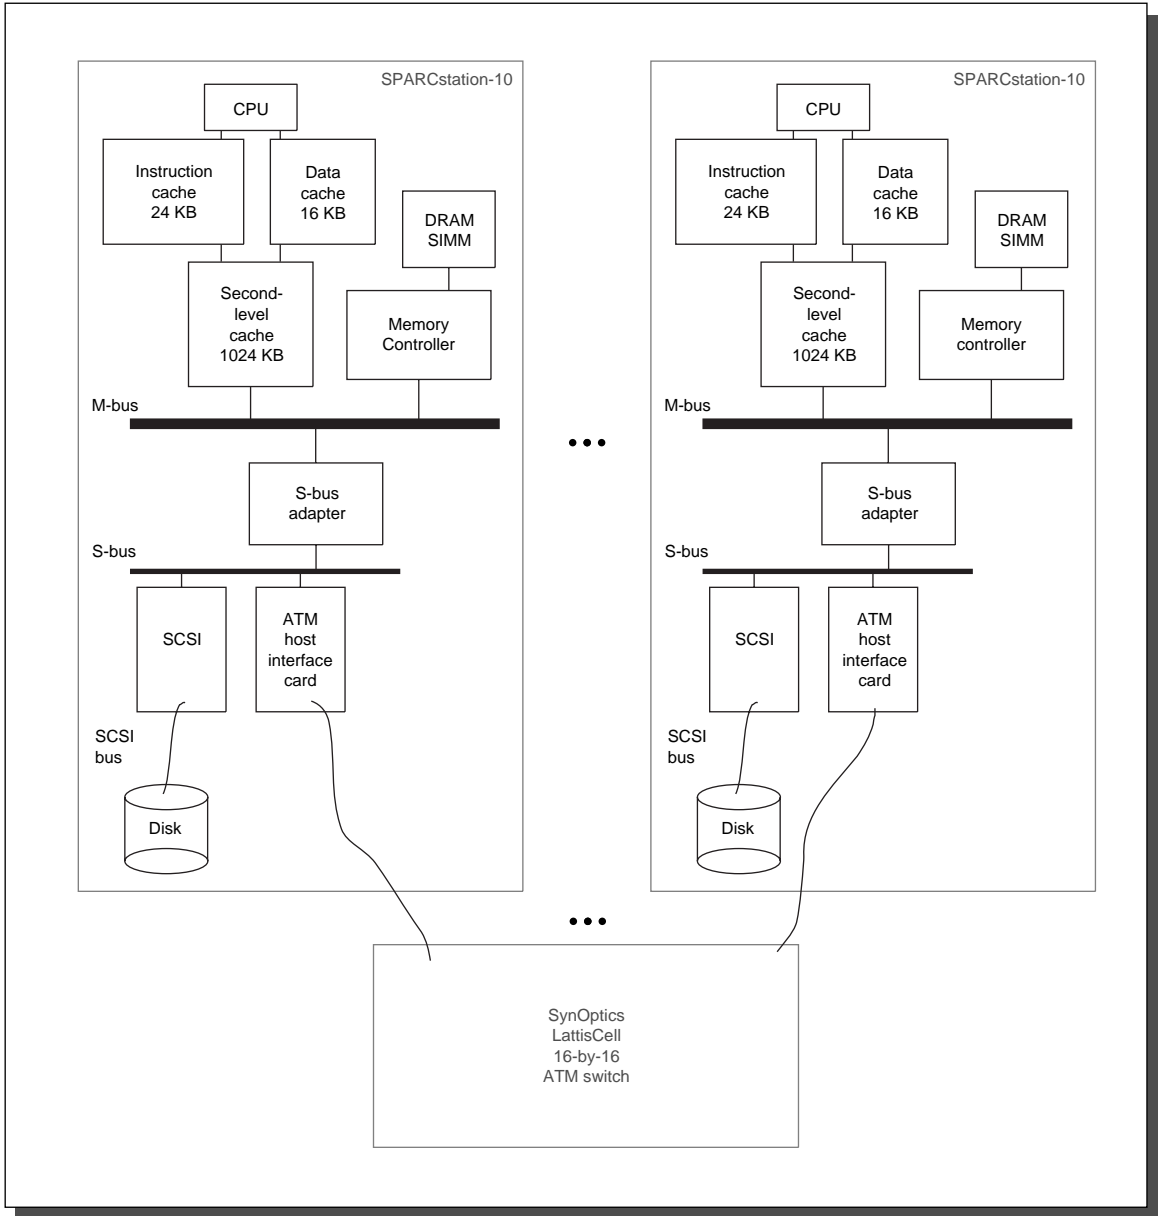 SPARCstation-10
CPU
Instruction
cache
24 KB
Data
cache
16 KB
DRAM
SIMM
Second-
level
cache
1024 KB
Memory
Controller
M-bus
S-bus
adapter
S-bus
SCSI
ATM
host
interface
card
SCSI
bus
Disk
SPARCstation-10
CPU
Instruction
cache
24 KB
Data
cache
16 KB
DRAM
SIMM
Second-
level
cache
1024 KB
Memory
controller
M-bus
S-bus
adapter
S-bus
SCSI
ATM
host
interface
card
SCSI
bus
Disk
SynOptics
LattisCell
16-by-16
ATM switch